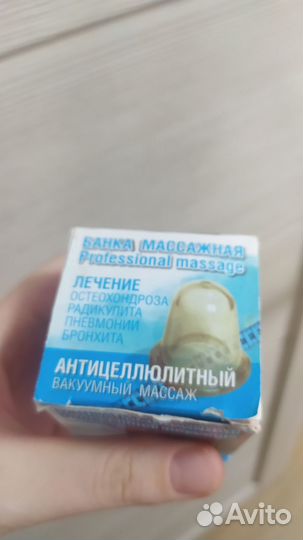 БАНКА МАССАЖНАЯ
Professional massage
ЛЕЧЕНИЕ
ОСТЕОХОНДРОЗА
РАДИКУЛИТА
ПНЕВМОНИИ
БРОНХИТА
АНТИЦЕЛЛЮЛИТНЫЙ
ВАКУУМНЫЙ МАССАЖ
Avito